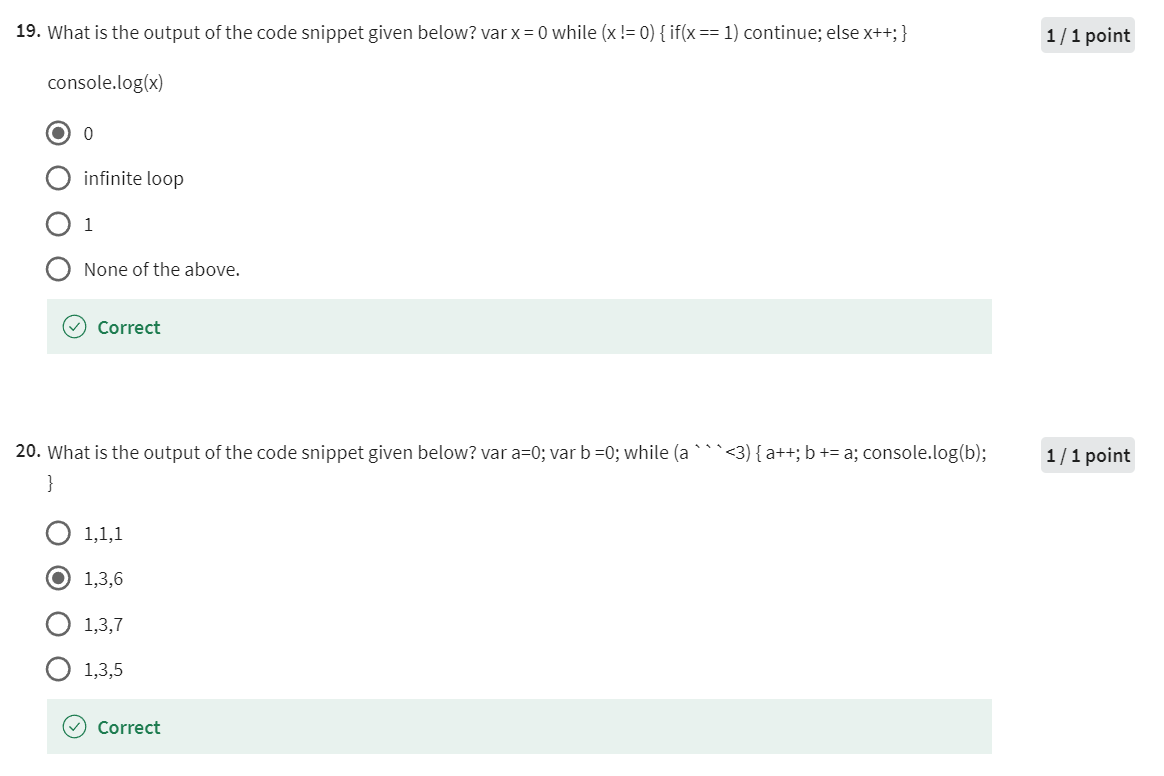 19. What is the output of the code snippet given below? var x = 0 while (x != 0) { if(x == 1) continue; else x++; }
1 / 1 point
console.log(x)
0
infinite loop
1
None of the above.
Correct
20. What is the output of the code snippet given below? var a=0; var b =0; while (a ```<3) { a++; b += a; console.log(b);
1 / 1 point
}
1,1,1
1,3,6
1,3,7
1,3,5
Correct